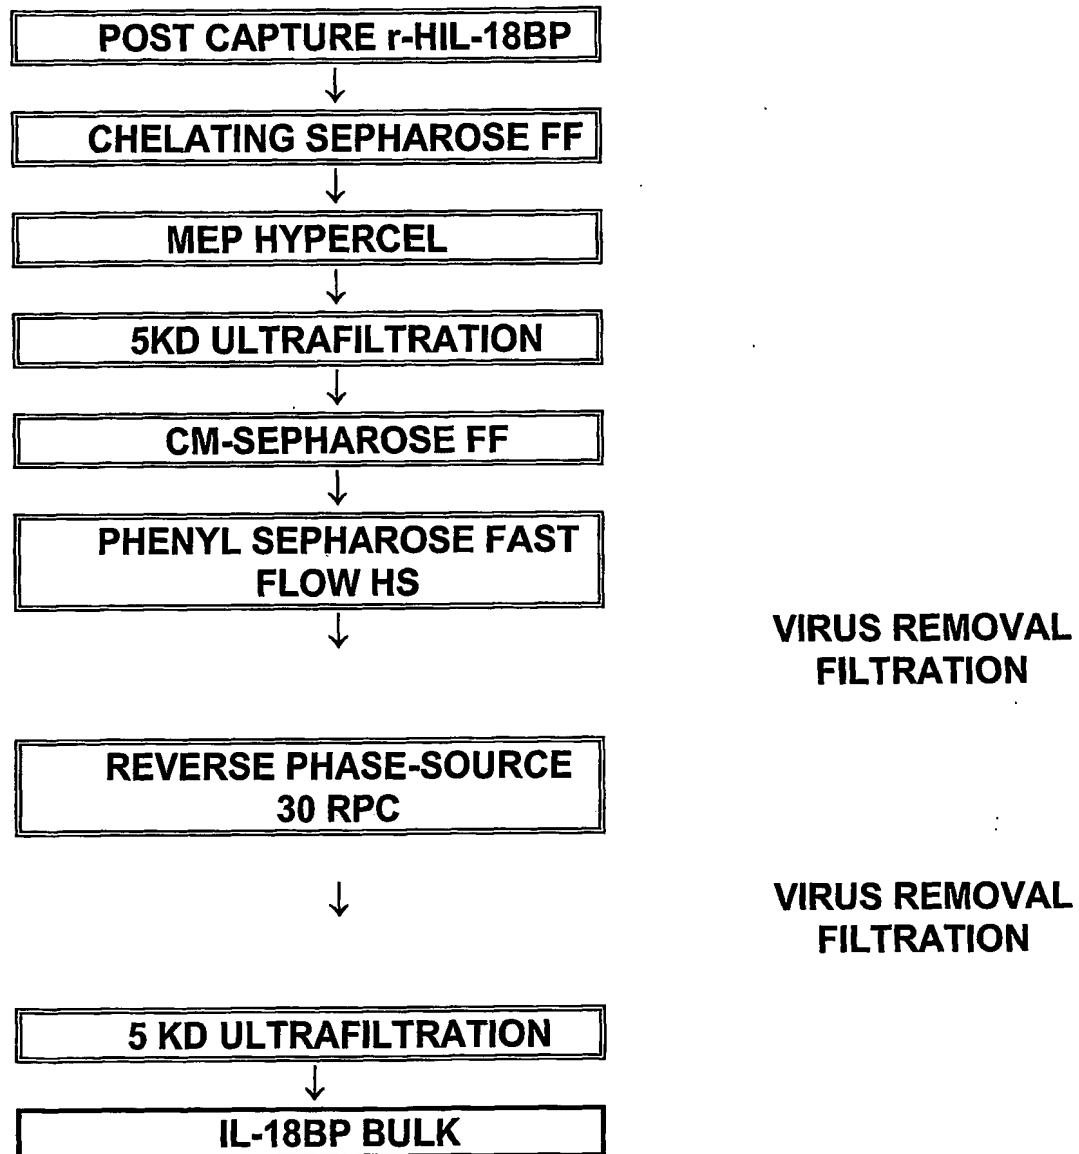 POST CAPTURE r-HIL-18BP
↓
CHELATING SEPHAROSE FF
↓
MEP HYPERCEL
↓
5KD ULTRAFILTRATION
↓
CM-SEPHAROSE FF
↓
PHENYL SEPHAROSE FAST
FLOW HS
↓
VIRUS REMOVAL
FILTRATION
REVERSE PHASE-SOURCE
30 RPC
↓
VIRUS REMOVAL
FILTRATION
5 KD ULTRAFILTRATION
↓
IL-18BP BULK